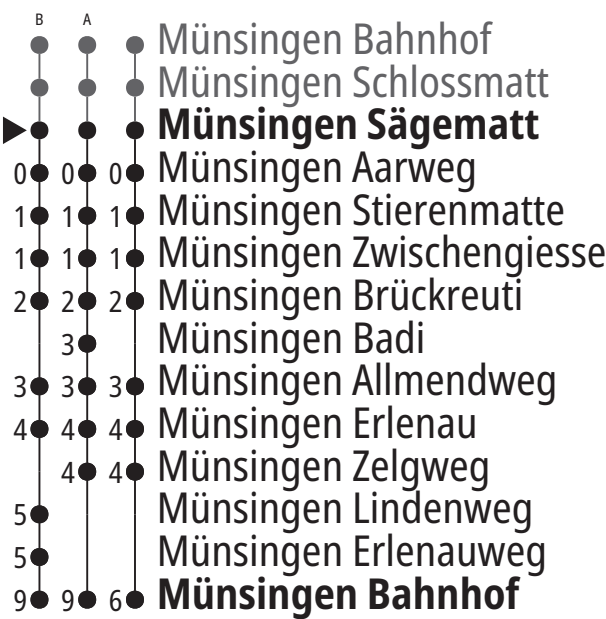 B A
Münsingen Bahnhof
Münsingen Schlossmatt
Münsingen Sägematt
0 0 0 Münsingen Aarweg
1 1 1 Münsingen Stierenmatte
1 1 1 Münsingen Zwischengiesse
2 2 2 Münsingen Brückreuti
3 Münsingen Badi
3 3 3 Münsingen Allmendweg
4 4 4 Münsingen Erlenau
4 4 Münsingen Zelgweg
5 Münsingen Lindenweg
5 Münsingen Erlenauweg
9 9 6 Münsingen Bahnhof